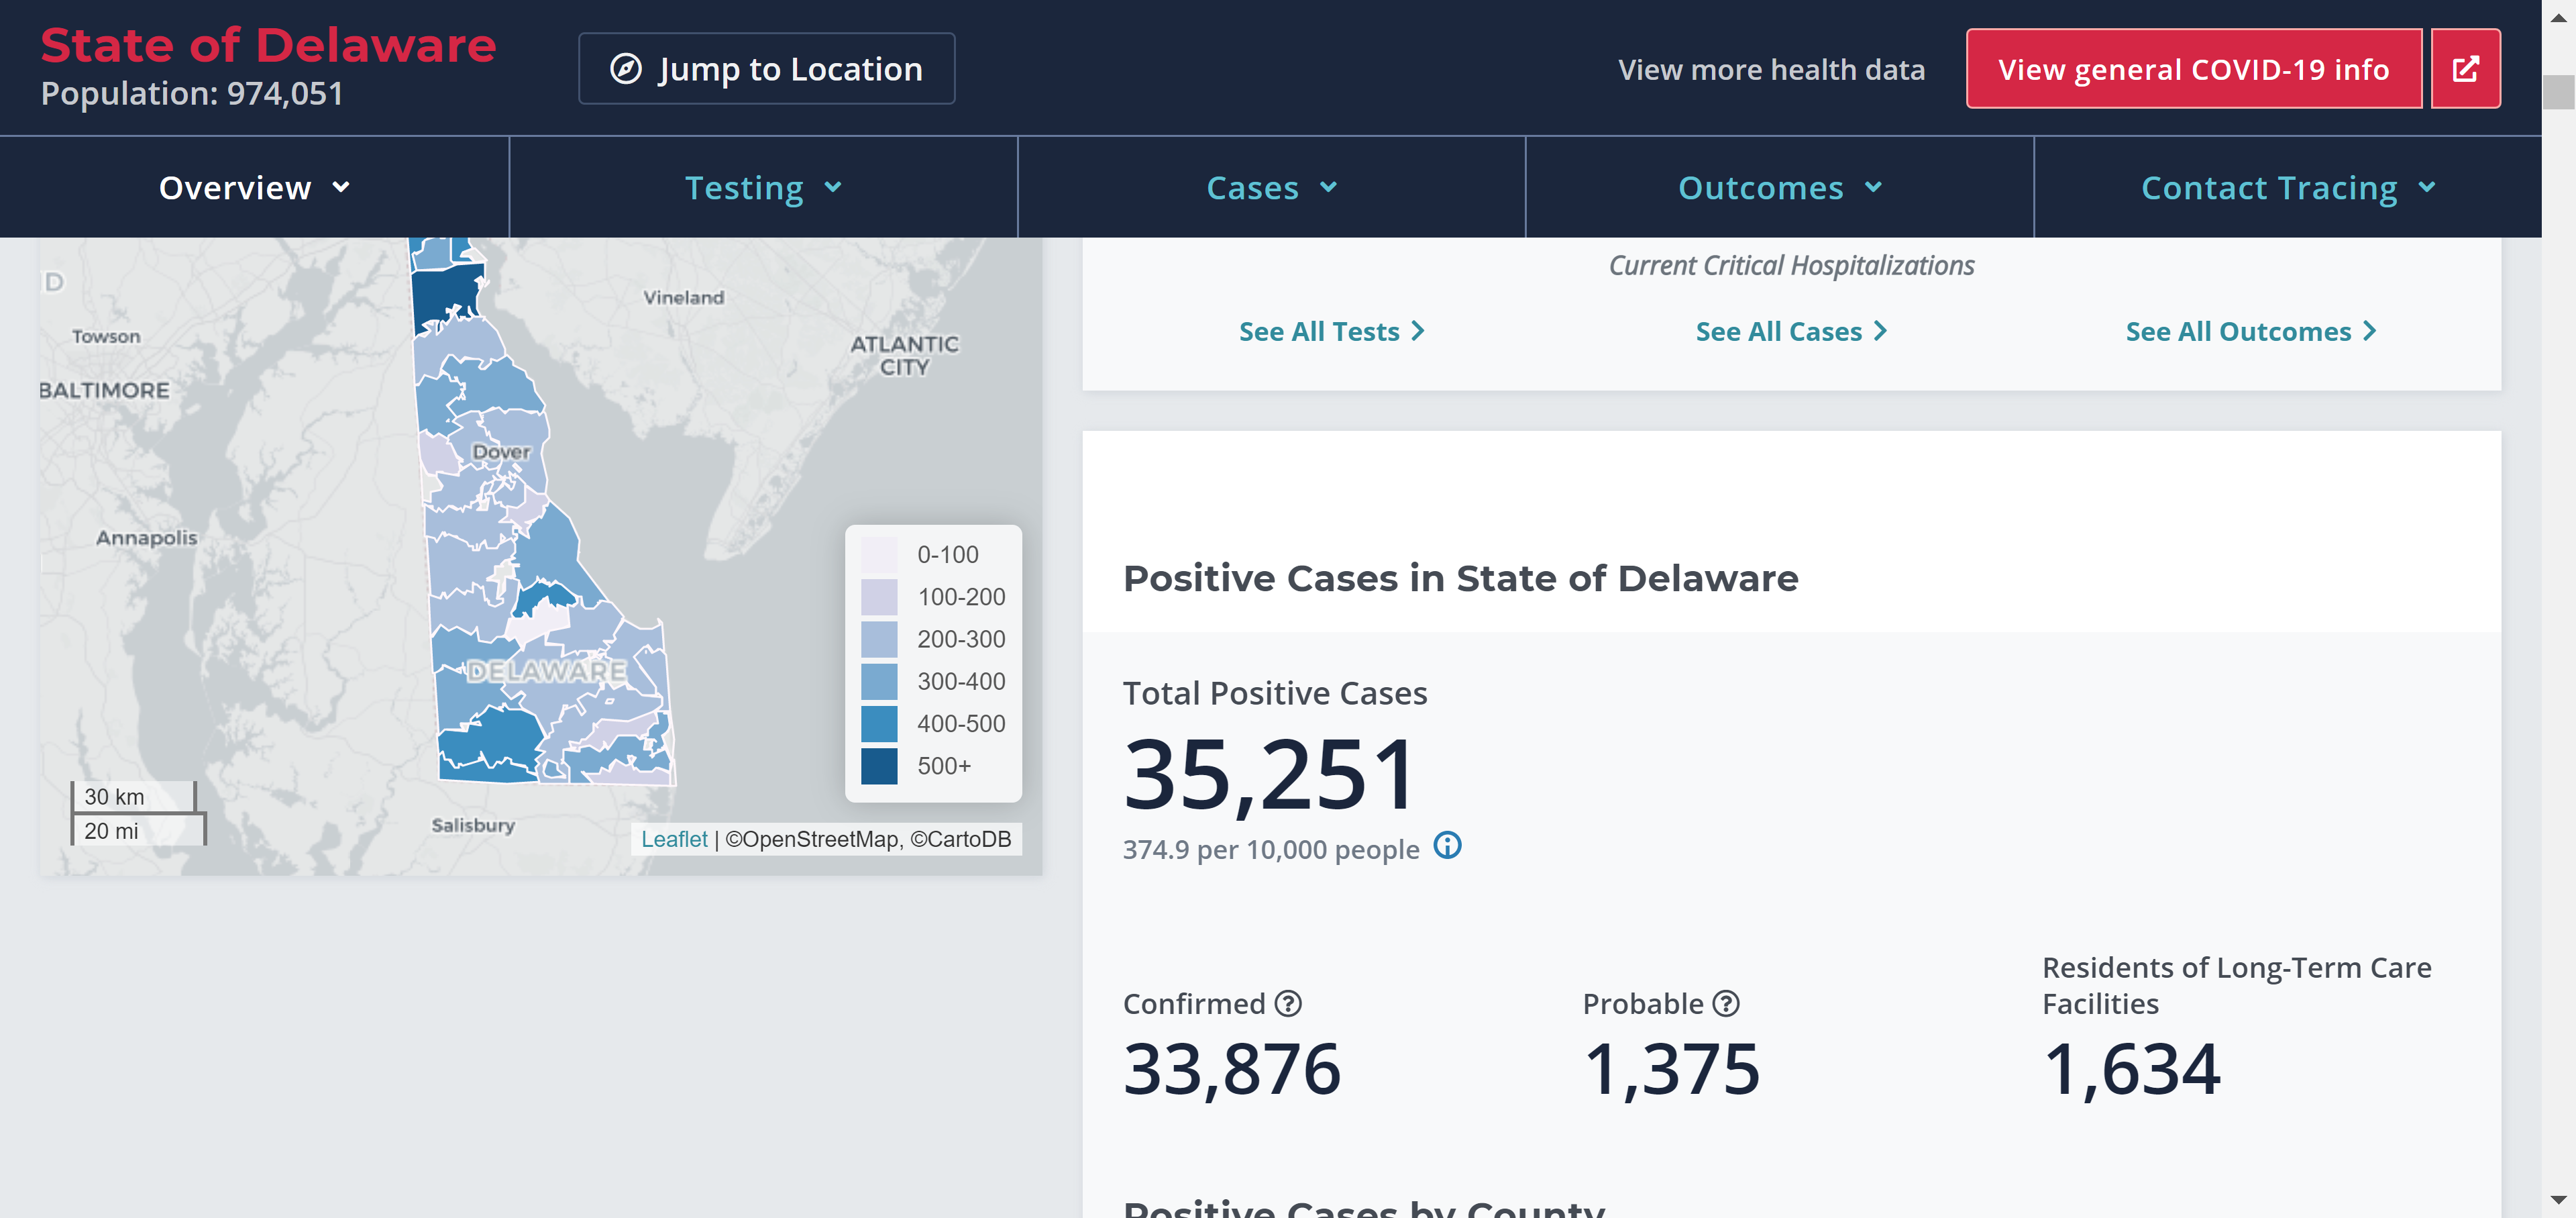 State of Delaware
Population: 974,051
Jump to Location
View more health data
View general COVID-19 info
Overview
Testing
Cases
Outcomes
Contact Tracing
D
Towson
BALTIMORE
Annapolis
Vineland
ATLANTIC
CITY
Dover
DELAWARE
Salisbury
0-100
100-200
200-300
300-400
400-500
500+
30 km
20 mi
Leaflet | ©OpenStreetMap, ©CartoDB
Current Critical Hospitalizations
See All Tests
See All Cases
See All Outcomes
Positive Cases in State of Delaware
Total Positive Cases
35,251
374.9 per 10,000 people
Confirmed
33,876
Probable
1,375
Residents of Long-Term Care
Facilities
1,634
Positive Cases by County